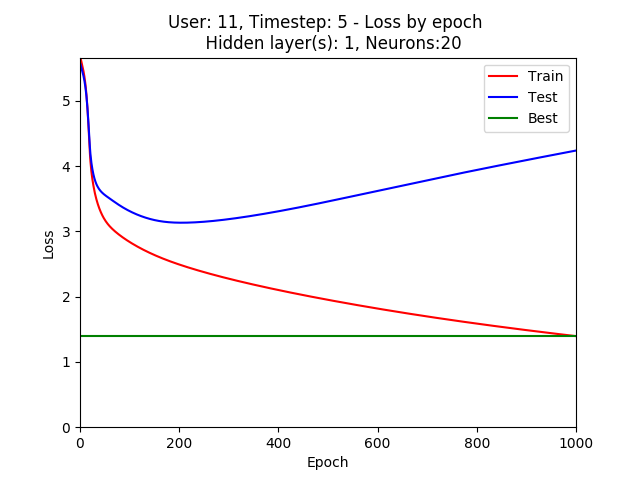 User: 11, Timestep: 5 - Loss by epoch
Hidden layer(s): 1, Neurons:20
Train
Test
Best
5
4
3
2
1
0
Loss
0 200 400 600 800 1000
Epoch